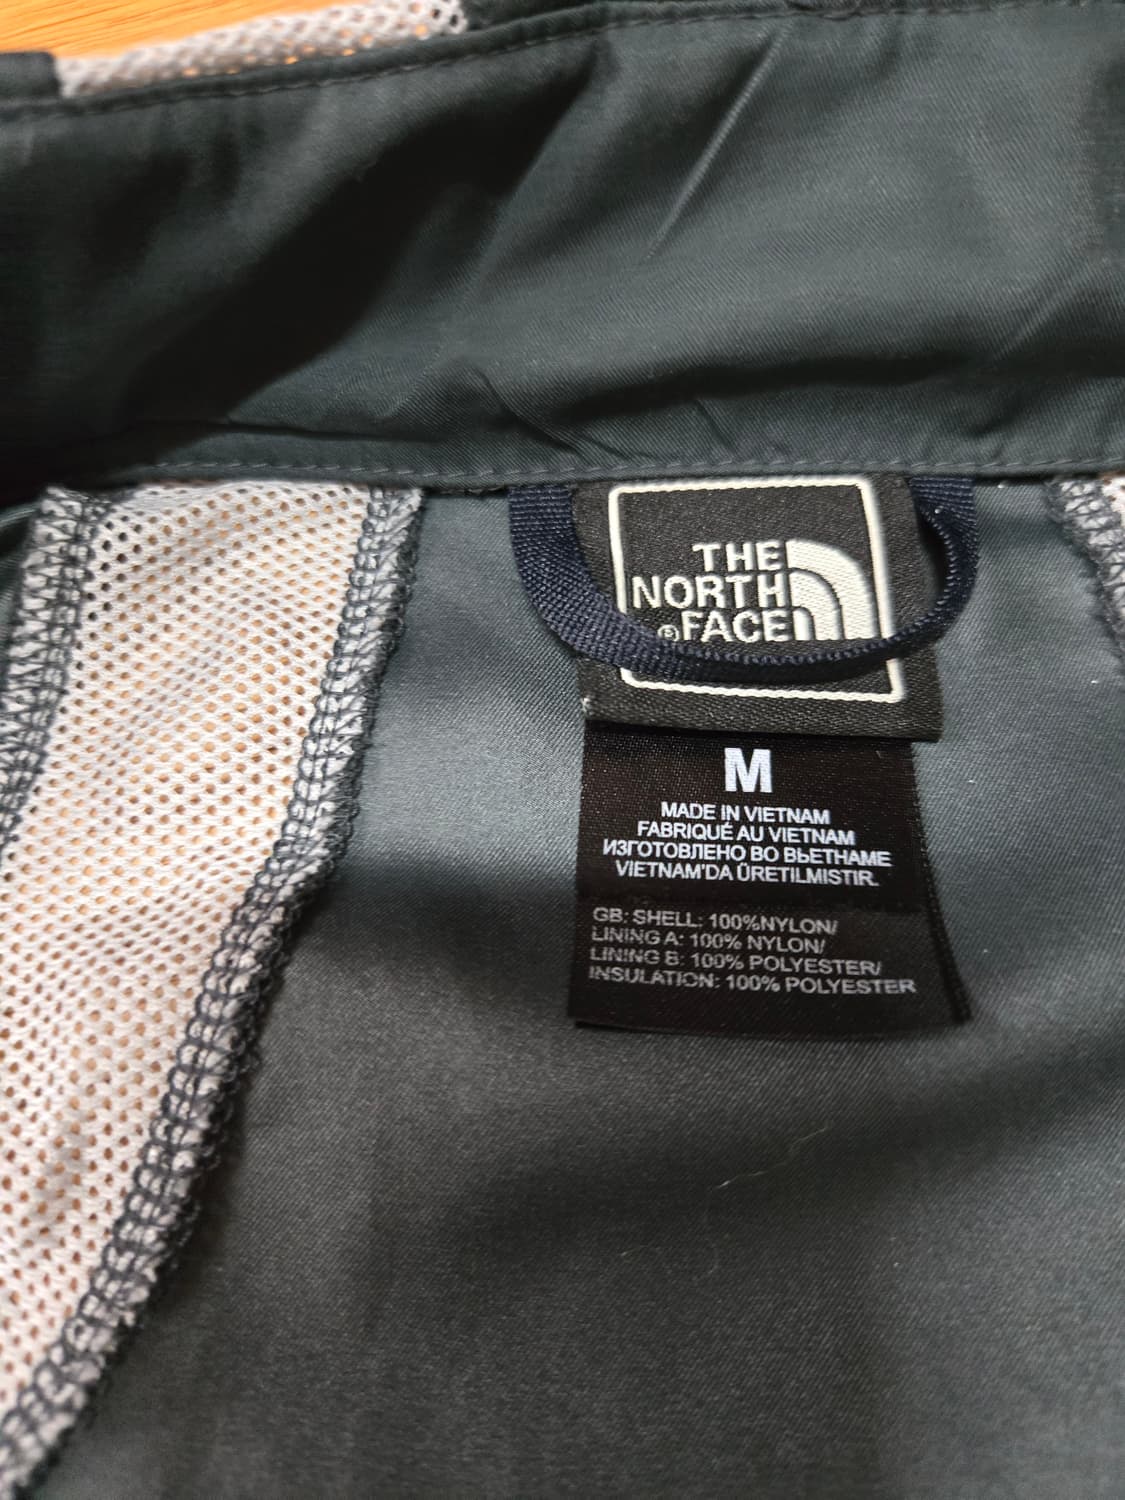 THE
NORTH
FACE
M
MADE IN VIETNAM
FABRIQUÉ AU VIETNAM
ИЗГОТОВЛЕНО ВО ВЬЕТНАМЕ
VIETNAM'DA ÜRETILMISTIR.
GB: SHELL: 100%NYLON/
LINING A: 100% NYLON/
LINING B: 100% POLYESTER/
INSULATION: 100% POLYESTER